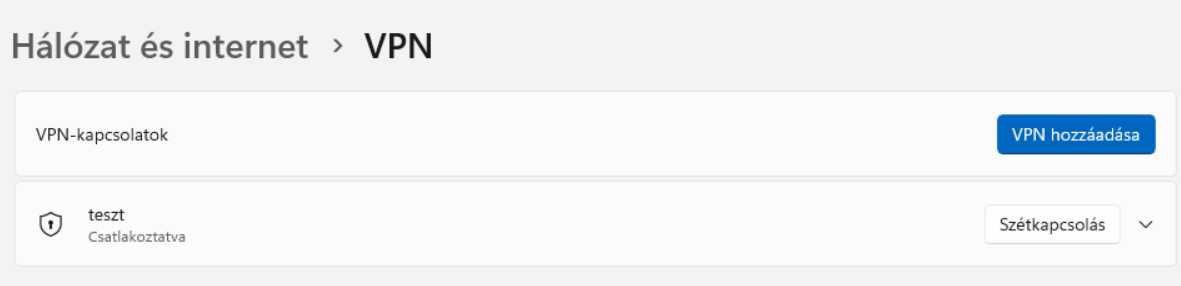 Hálózat és internet > VPN
VPN-kapcsolatok
VPN hozzáadása
teszt
Csatlakoztatva
Szétkapcsolás